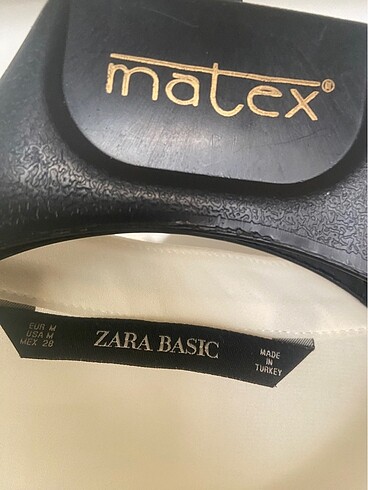 matex®
EUR M
USA M
MEX 28
ZARA BASIC
MADE
IN
TURKEY